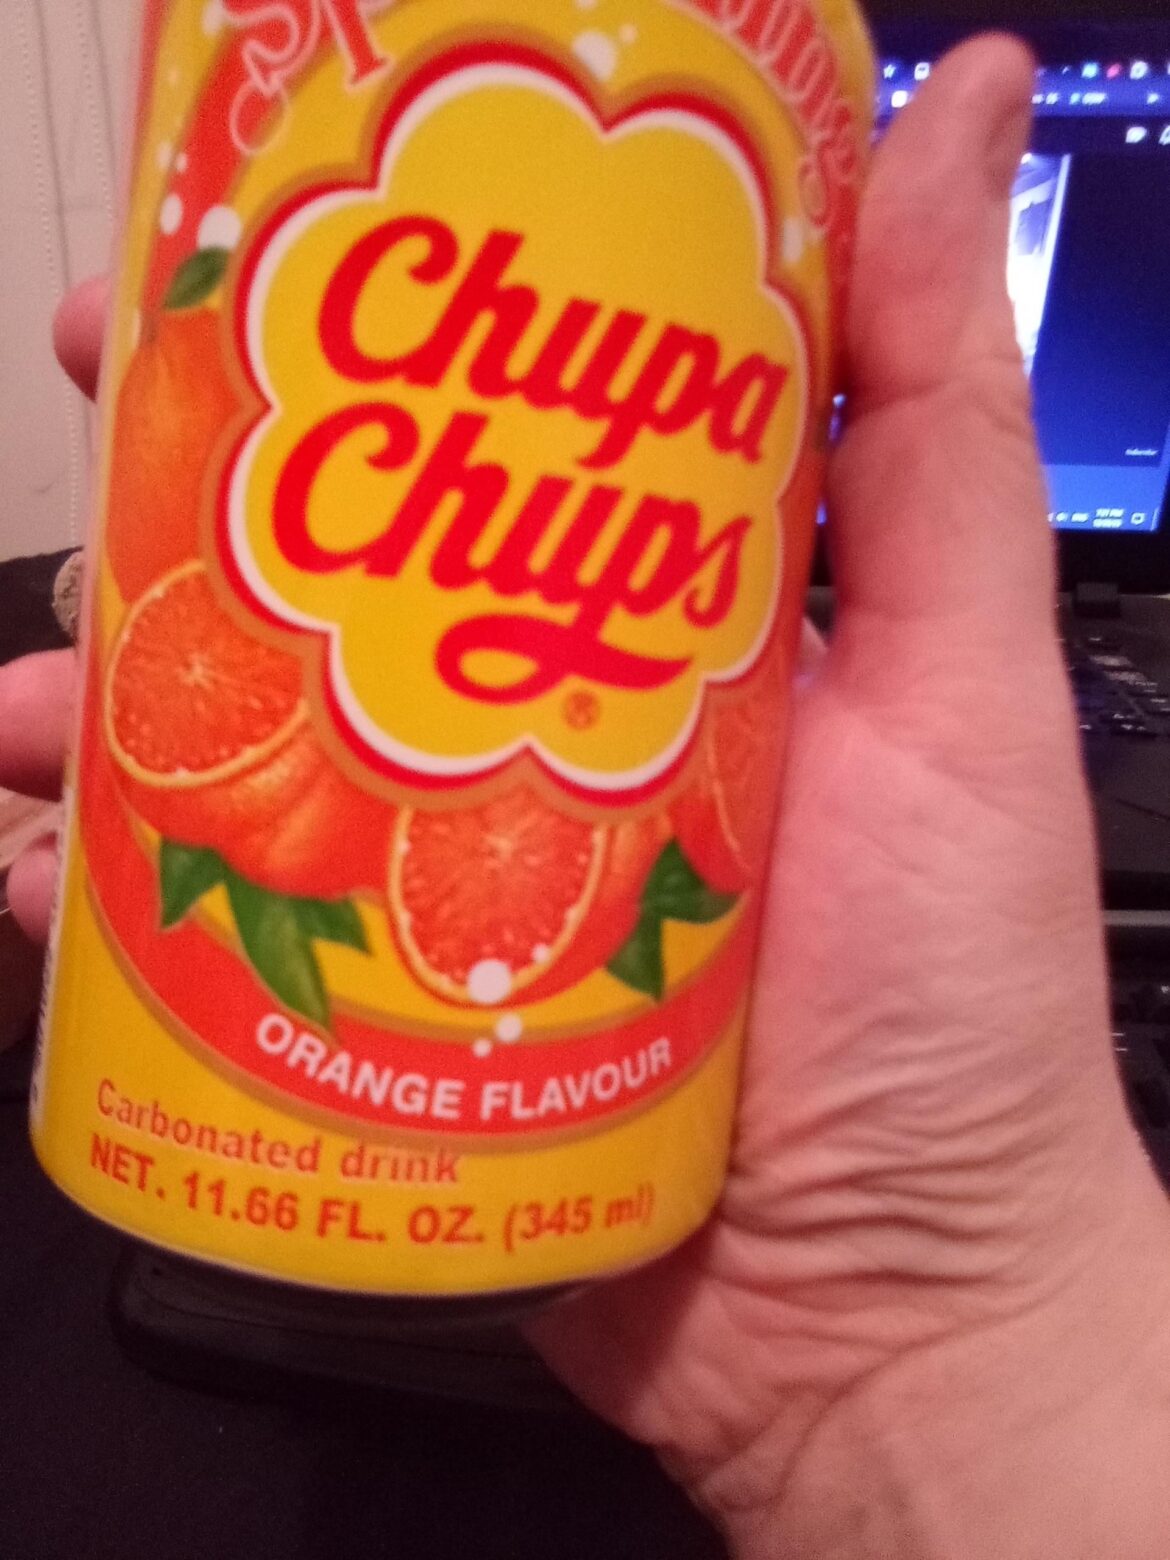 Chupa
Chups
®
ORANGE FLAVOUR
Carbonated drink
NET. 11.66 FL. OZ. (345 ml)